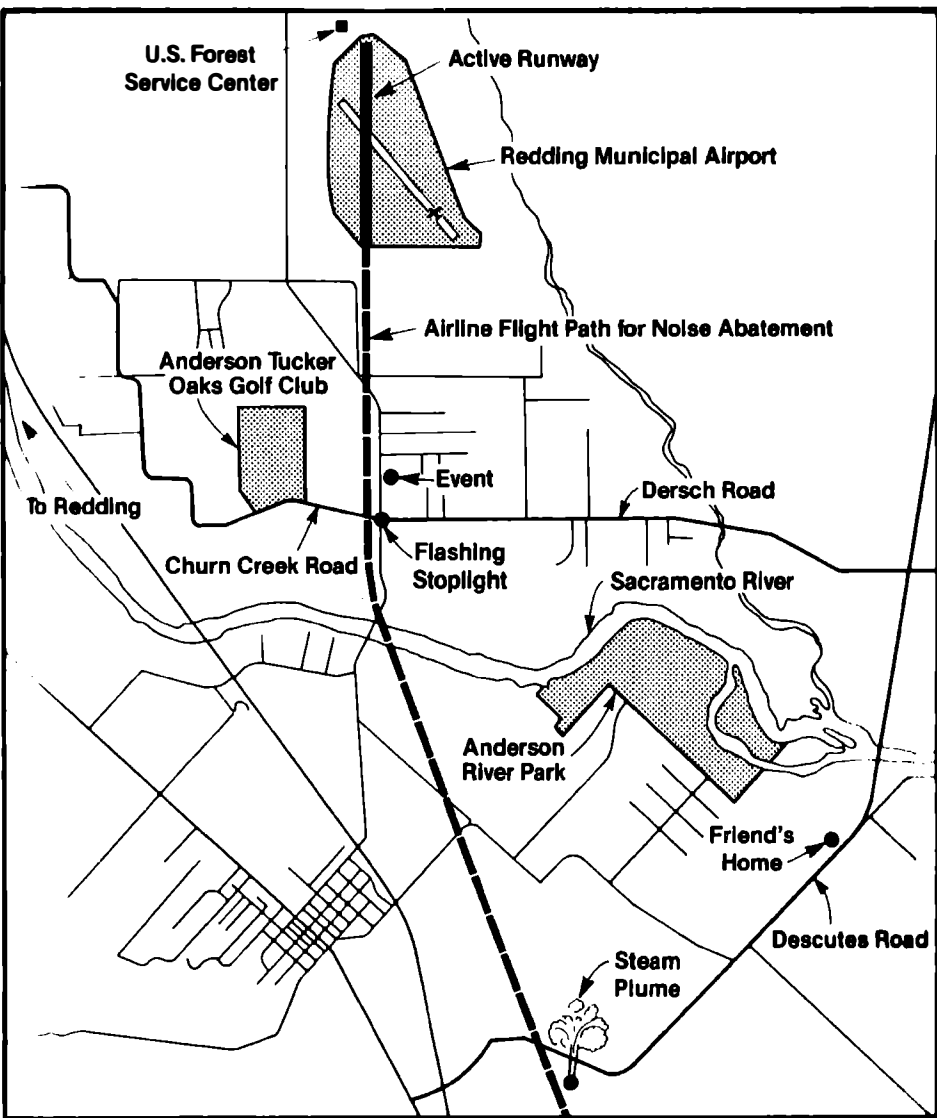 U.S. Forest
Service Center
Active Runway
Redding Municipal Airport
Airline Flight Path for Noise Abatement
Anderson Tucker
Oaks Golf Club
Event
Dersch Road
To Redding
Churn Creek Road
Flashing
Stoplight
Sacramento River
Anderson
River Park
Friend's
Home
Descutes Road
Steam
Plume